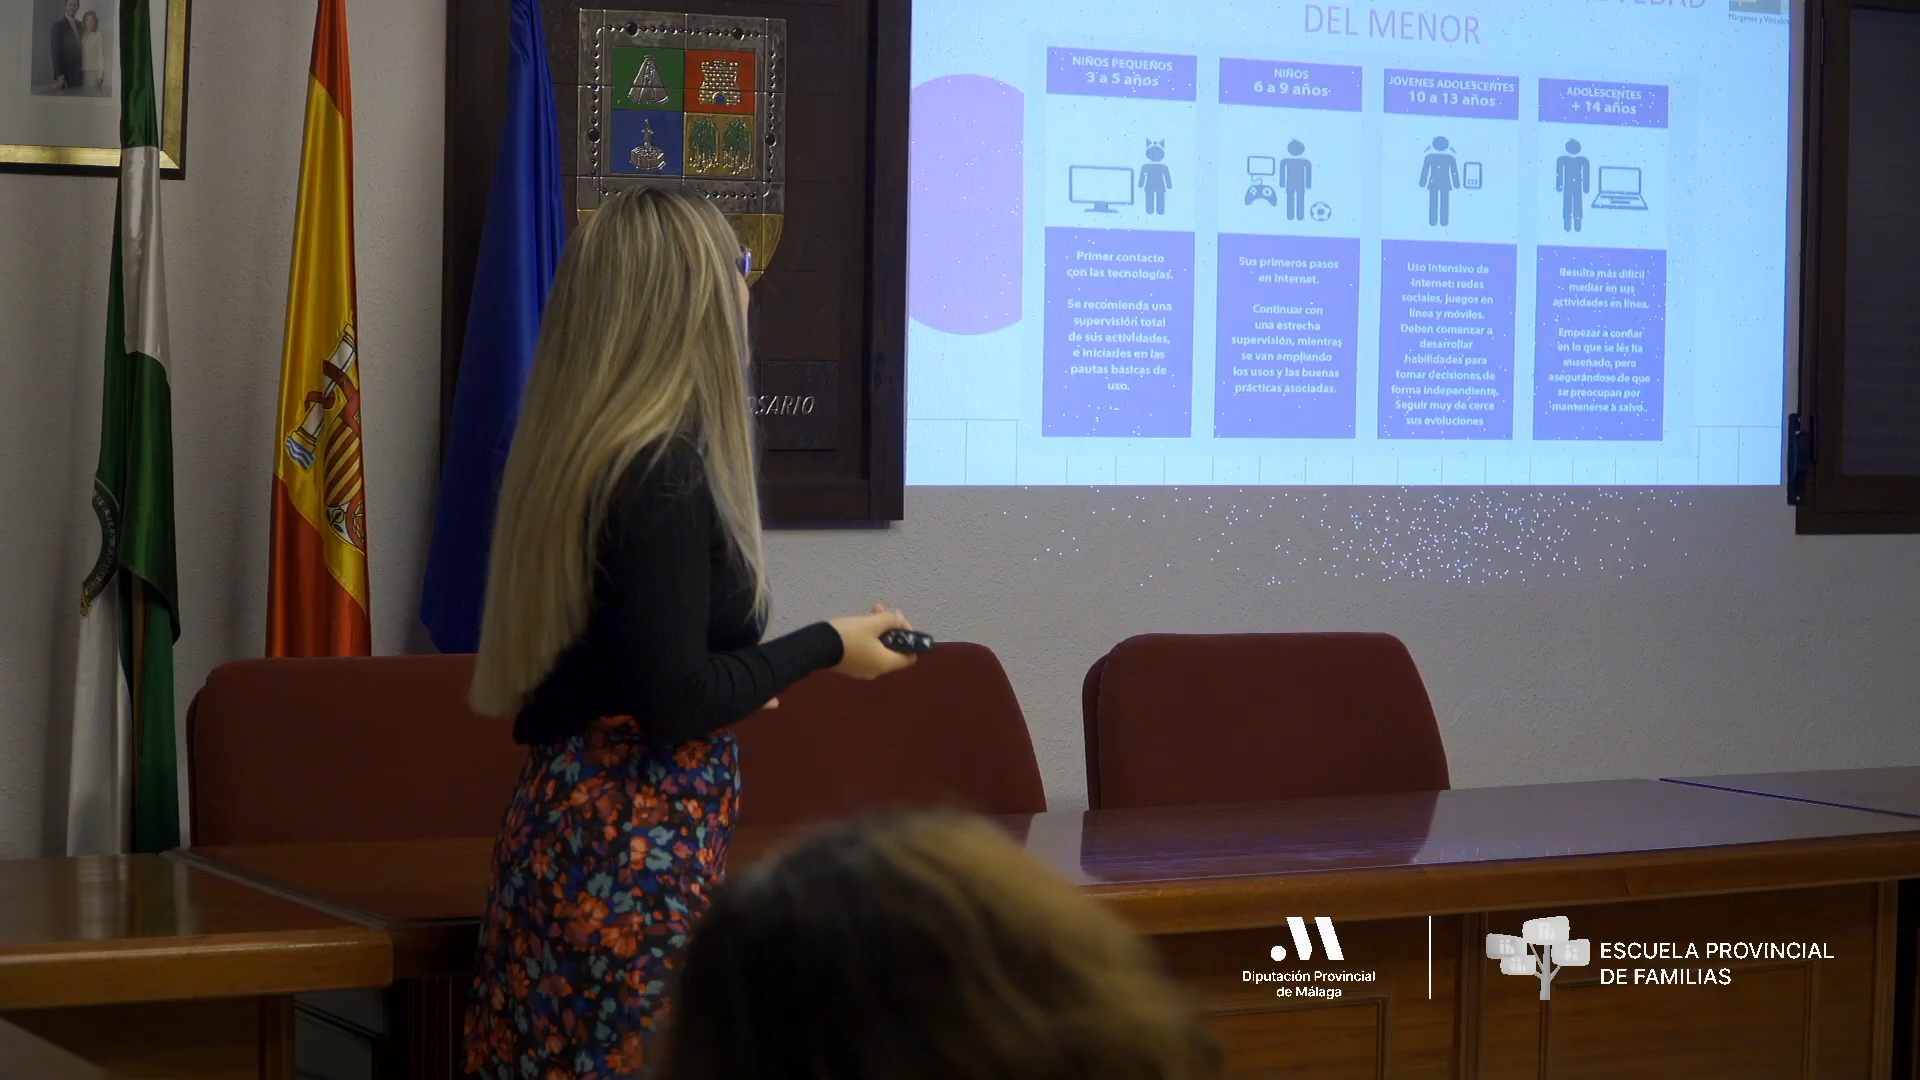 EDAD
DEL MENOR
Márgenes y Vínculos
NIÑOS PEQUEÑOS
3 a 5 años
Primer contacto
con las tecnologías.
Se recomienda una
supervisión total
de sus actividades,
e iniciarles en las
pautas básicas de
uso.
NIÑOS
6 a 9 años
Sus primeros pasos
en Internet.
Continuar con
una estrecha
supervisión, mientras
se van ampliando
los usos y las buenas
prácticas asociadas.
JÓVENES ADOLESCENTES
10 a 13 años
Uso intensivo de
Internet: redes
sociales, juegos en
línea y móviles.
Deben comenzar a
desarrollar
habilidades para
tomar decisiones de
forma independiente.
Seguir muy de cerca
sus evoluciones
ADOLESCENTES
+ 14 años
Resulta más difícil
mediar en sus
actividades en línea.
Empezar a confiar
en lo que se les ha
enseñado, pero
asegurándose de que
se preocupan por
mantenerse a salvo.
OSARIO
Diputación Provincial
de Málaga
ESCUELA PROVINCIAL
DE FAMILIAS